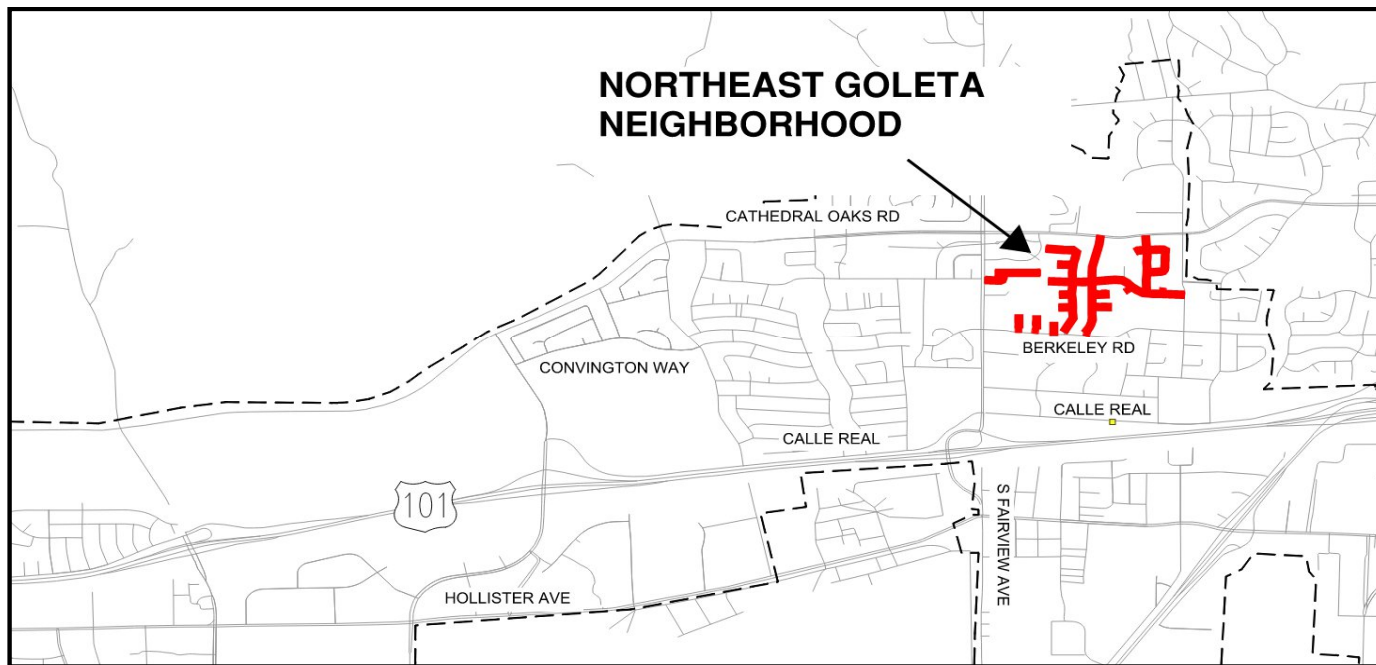 NORTHEAST GOLETA
NEIGHBORHOOD
CATHEDRAL OAKS RD
BERKELEY RD
CONVINGTON WAY
CALLE REAL
CALLE REAL
101
S FAIRVIEW AVE
HOLLISTER AVE